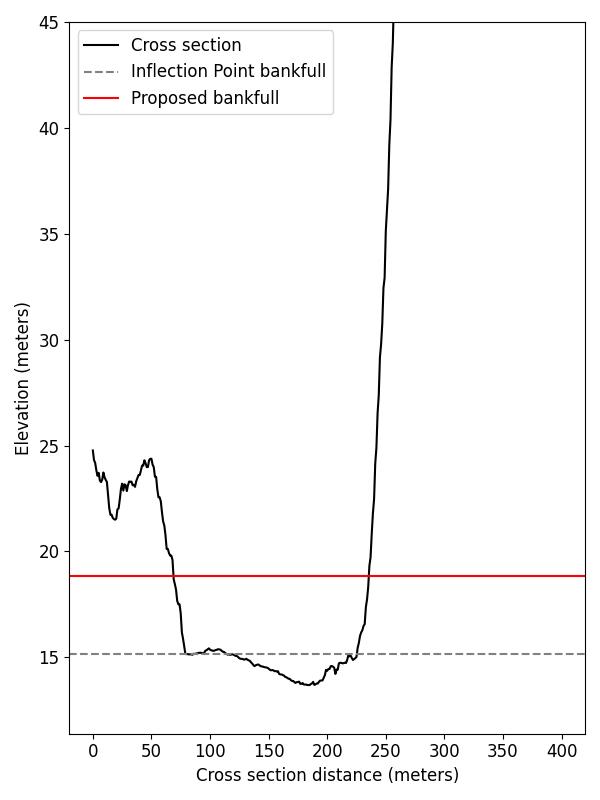 45
40
35
30
25
20
15
Elevation (meters)
Cross section
Inflection Point bankfull
Proposed bankfull
0 50 100 150 200 250 300 350 400
Cross section distance (meters)